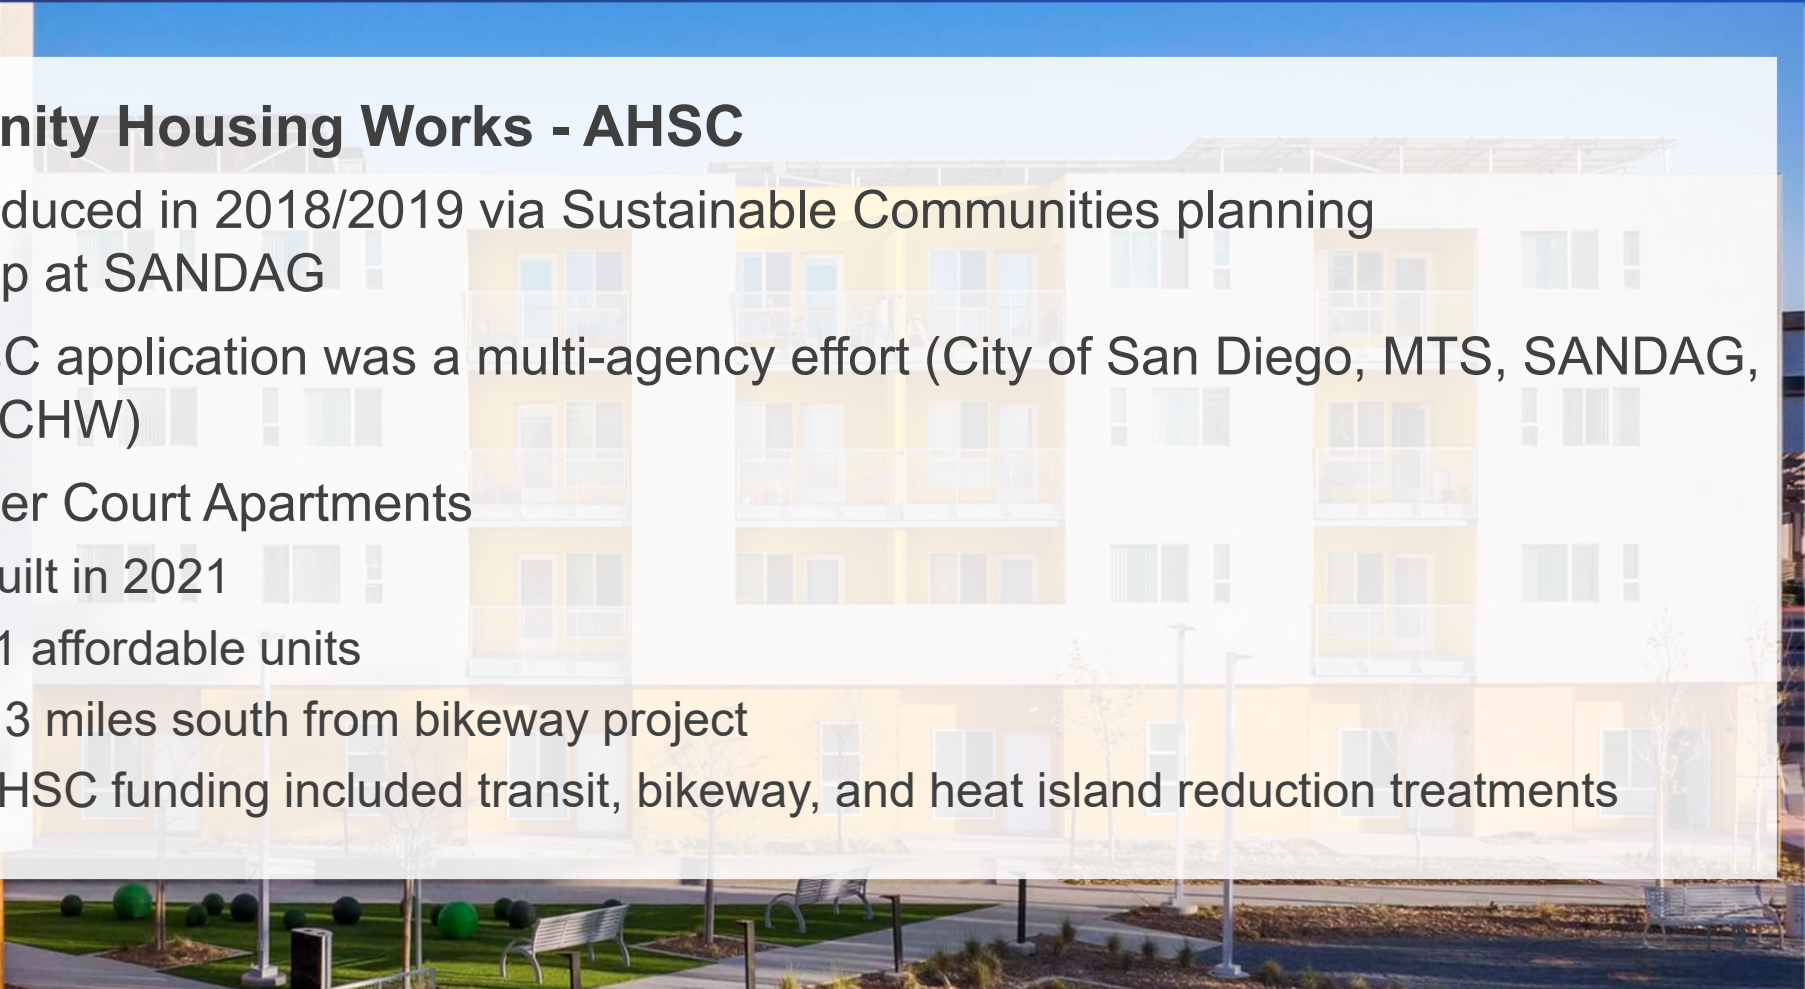 nity Housing Works - AHSC
duced in 2018/2019 via Sustainable Communities planning
p at SANDAG
C application was a multi-agency effort (City of San Diego, MTS, SANDAG,
CHW)
er Court Apartments
uilt in 2021
1 affordable units
3 miles south from bikeway project
HSC funding included transit, bikeway, and heat island reduction treatments